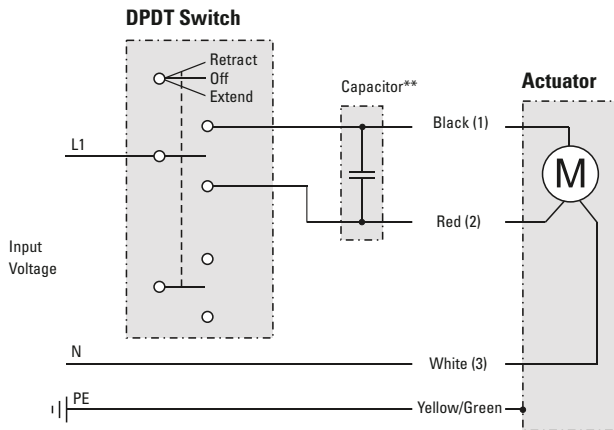 DPDT Switch
Retract
Off
Extend
Capacitor**
Actuator
L1
Black (1)
M
Red (2)
Input
Voltage
N
White (3)
PE
Yellow/Green